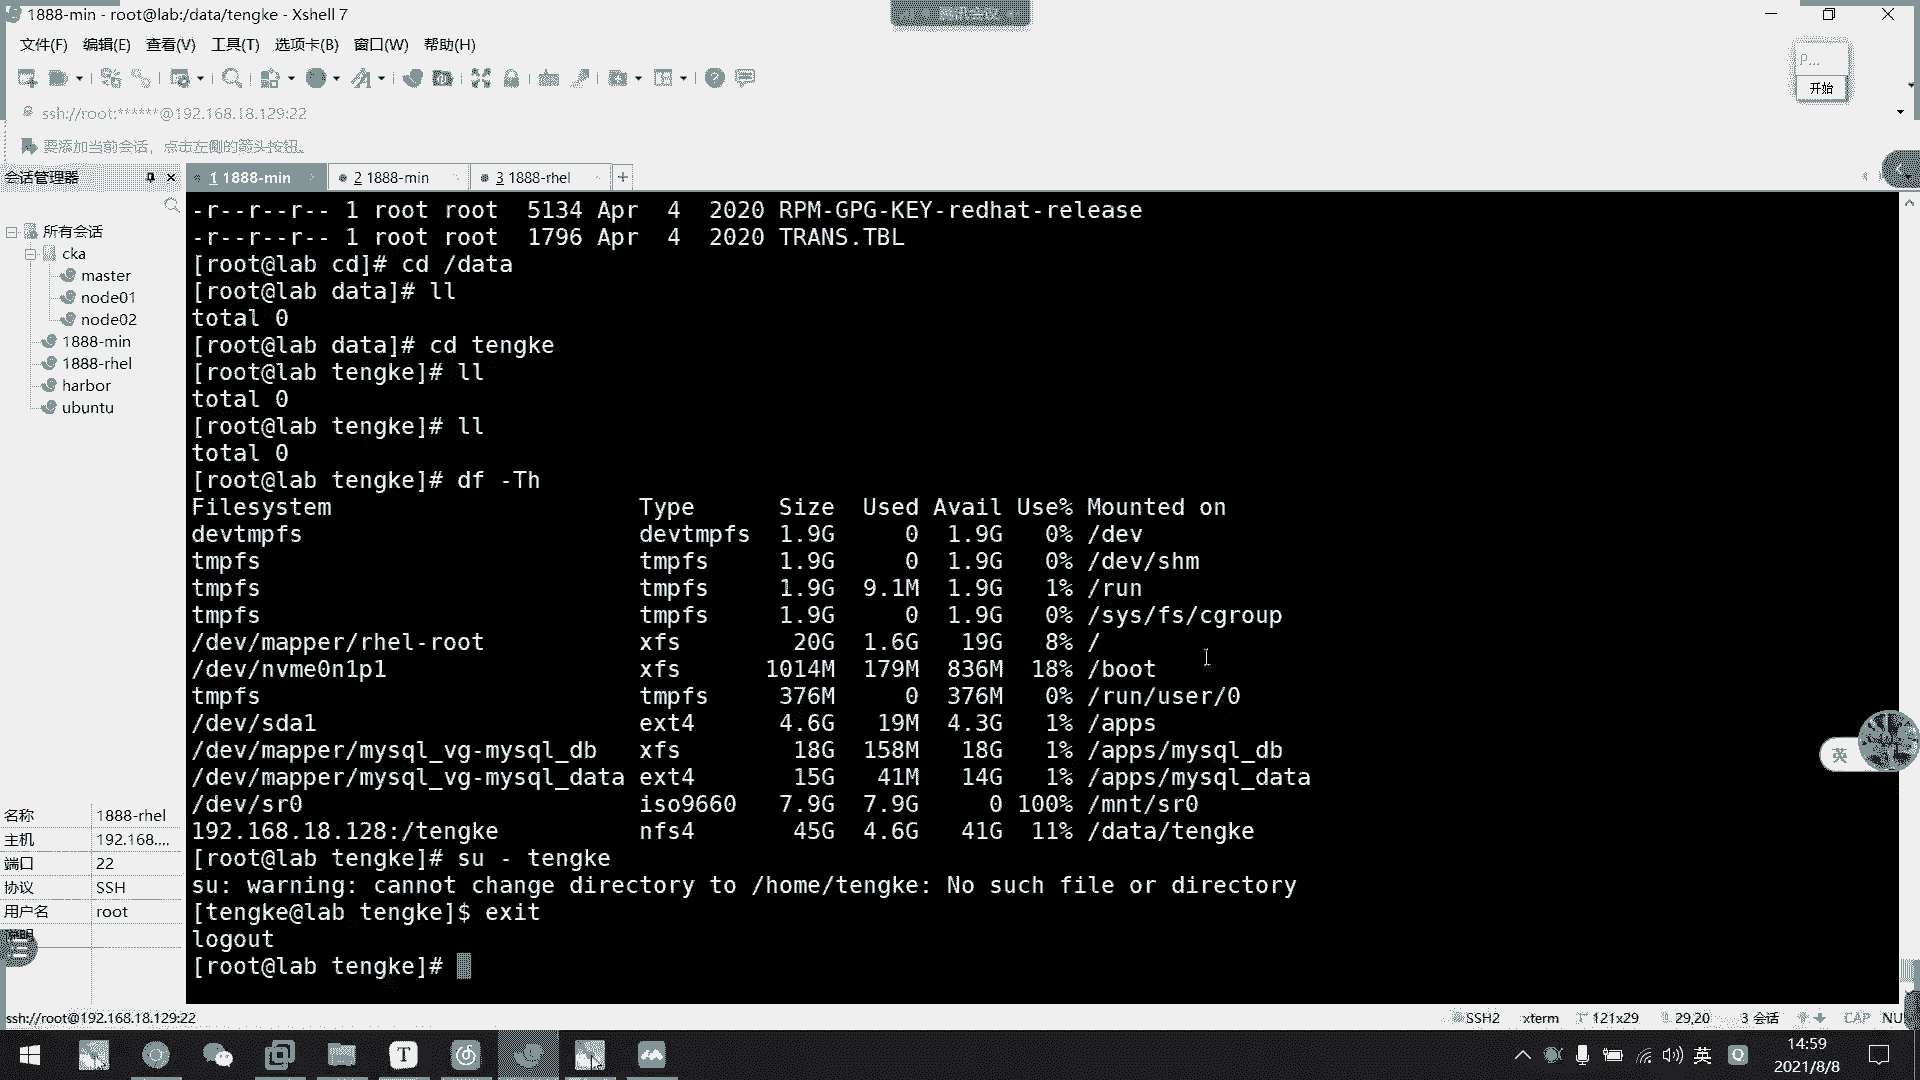 1888-min - root@lab:/data/tengke - Xshell 7
腾讯会议
文件(F) 编辑(E) 查看(V) 工具(T) 选项卡(B) 窗口(W) 帮助(H)
P...
开始
ssh://root:******@192.168.18.129:22
要添加当前会话，点击左侧的箭头按钮。
会话管理器
1 1888-min
2 1888-min
3 1888-rhel
+
所有会话
cka
master
node01
node02
1888-min
1888-rhel
harbor
ubuntu
-r--r--r-- 1 root root  5134 Apr  4  2020 RPM-GPG-KEY-redhat-release
-r--r--r-- 1 root root  1796 Apr  4  2020 TRANS.TBL
[root@lab cd]# cd /data
[root@lab data]# ll
total 0
[root@lab data]# cd tengke
[root@lab tengke]# ll
total 0
[root@lab tengke]# ll
total 0
[root@lab tengke]# df -Th
Filesystem                      Type      Size  Used Avail Use% Mounted on
devtmpfs                        devtmpfs  1.9G     0  1.9G   0% /dev
tmpfs                           tmpfs     1.9G     0  1.9G   0% /dev/shm
tmpfs                           tmpfs     1.9G  9.1M  1.9G   1% /run
tmpfs                           tmpfs     1.9G     0  1.9G   0% /sys/fs/cgroup
/dev/mapper/rhel-root           xfs        20G  1.6G   19G   8% /
/dev/nvme0n1p1                  xfs      1014M  179M  836M  18% /boot
tmpfs                           tmpfs     376M     0  376M   0% /run/user/0
/dev/sda1                       ext4      4.6G   19M  4.3G   1% /apps
/dev/mapper/mysql_vg-mysql_db   xfs        18G  158M   18G   1% /apps/mysql_db
/dev/mapper/mysql_vg-mysql_data ext4       15G   41M   14G   1% /apps/mysql_data
/dev/sr0                        iso9660   7.9G  7.9G     0 100% /mnt/sr0
192.168.18.128:/tengke          nfs4       45G  4.6G   41G  11% /data/tengke
[root@lab tengke]# su - tengke
su: warning: cannot change directory to /home/tengke: No such file or directory
[tengke@lab tengke]$ exit
logout
[root@lab tengke]#
英
名称 1888-rhel
主机 192.168....
端口 22
协议 SSH
用户名 root
说明
ssh://root@192.168.18.129:22
SSH2 xterm 121x29 29,20 3 会话 CAP NU
T
英
14:59
2021/8/8